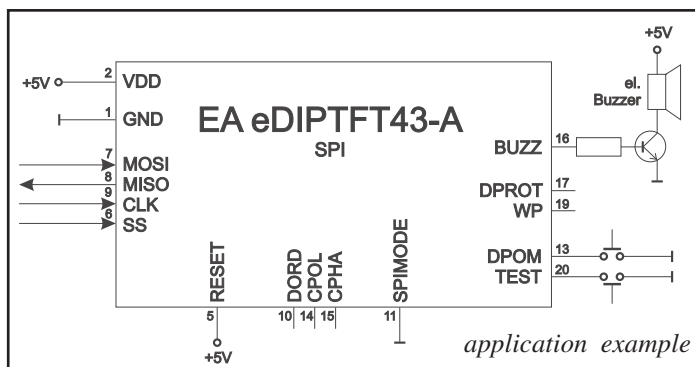 +5V
2
VDD
1
GND
7
MOSI
8
MISO
9
CLK
6
SS
EA eDIPTFT43-A
SPI
+5V
el.
Buzzer
BUZZ
16
DPROT
17
WP
19
DPOM
13
TEST
20
RESET
DORD
CPOL
CPHA
SPIMODE
5
10
14
15
11
+5V
application example